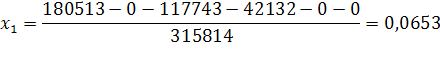 x₁ = (180513 − 0 − 117743 − 42132 − 0 − 0) / 315814 = 0,0653